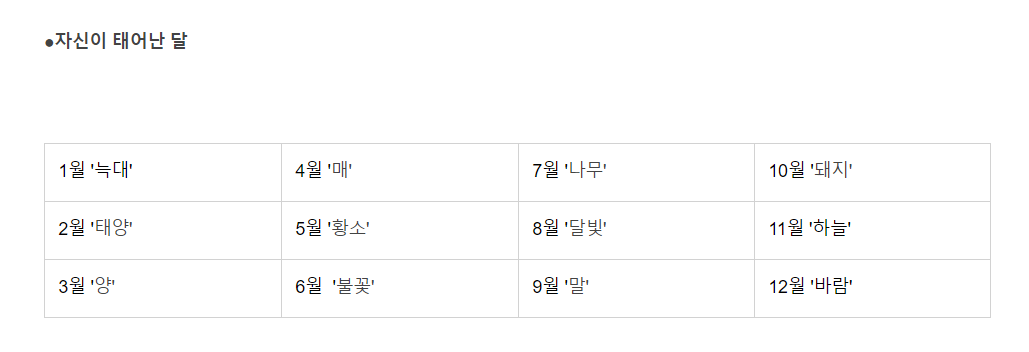 ●자신이 태어난 달
1월 '늑대' 4월 '매' 7월 '나무' 10월 '돼지'
2월 '태양' 5월 '황소' 8월 '달빛' 11월 '하늘'
3월 '양' 6월  '불꽃' 9월 '말' 12월 '바람'